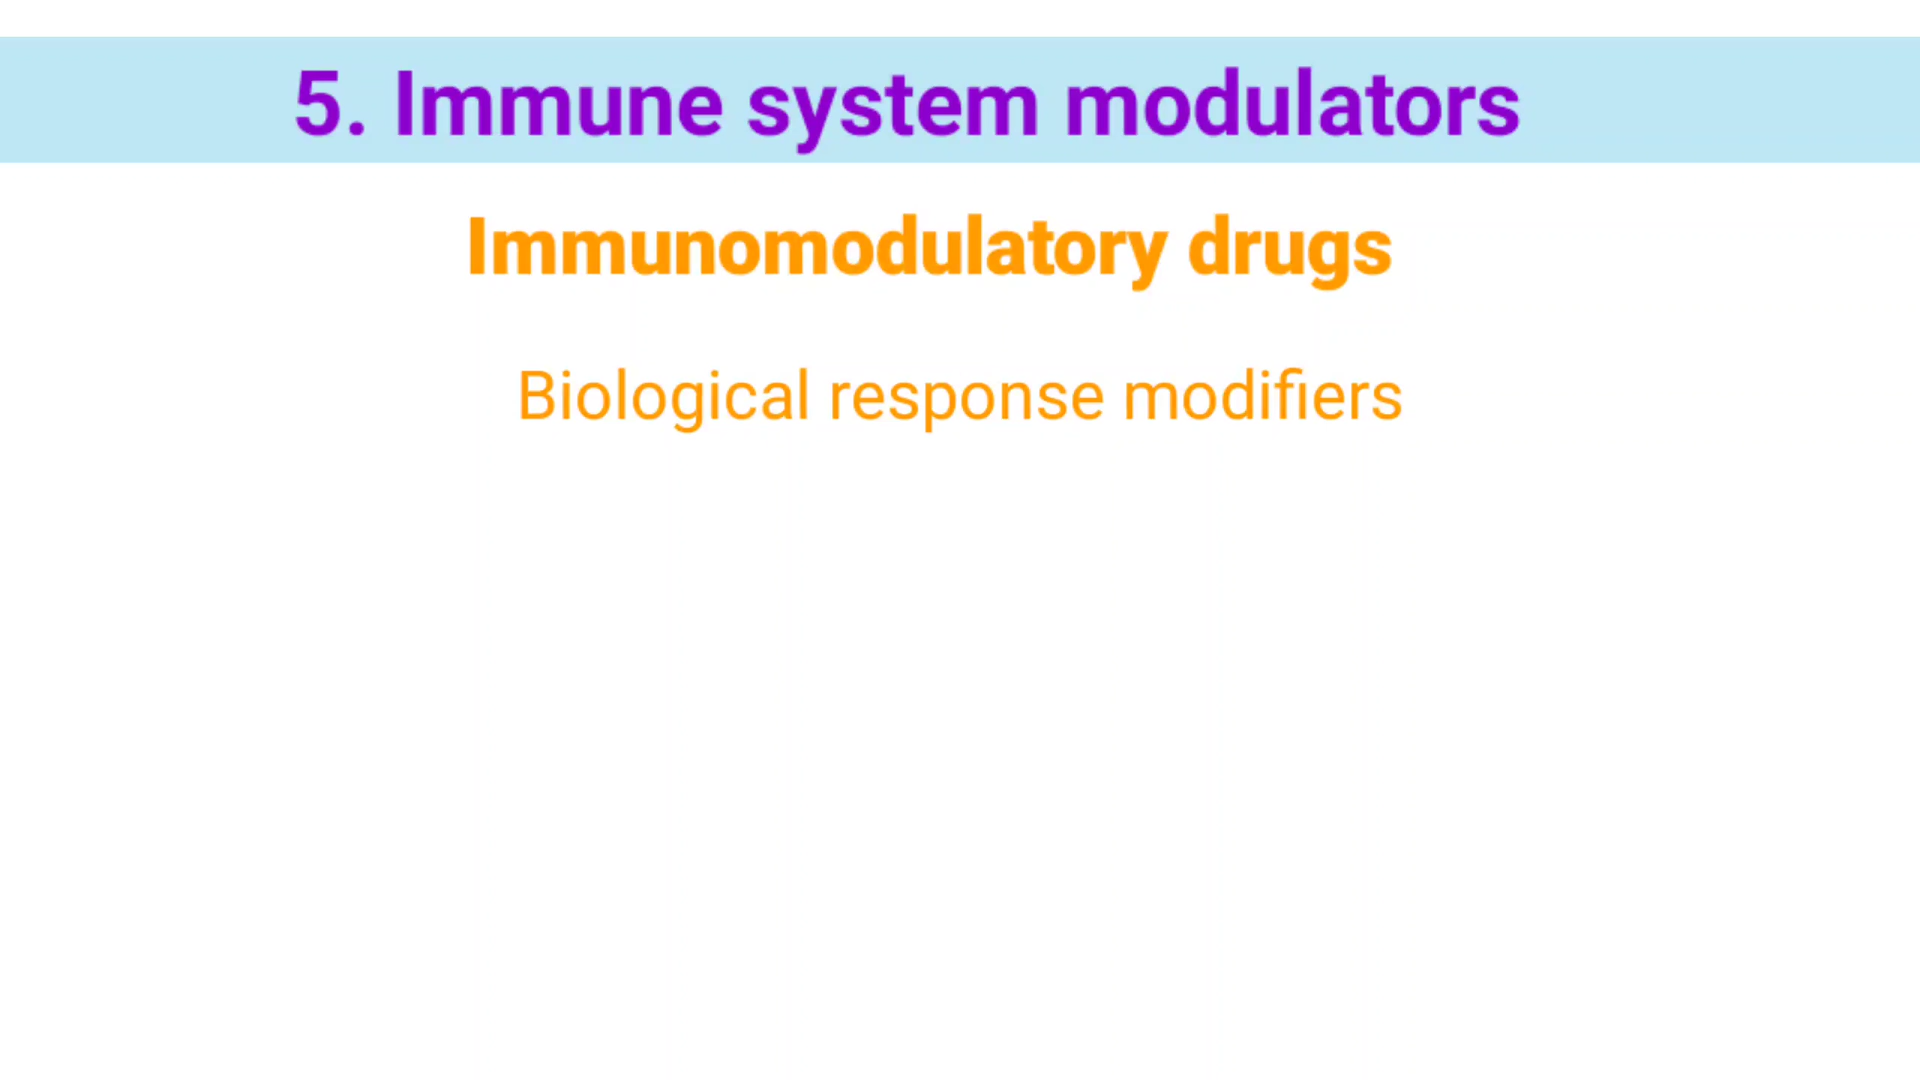 5. Immune system modulators
Immunomodulatory drugs
Biological response modifiers